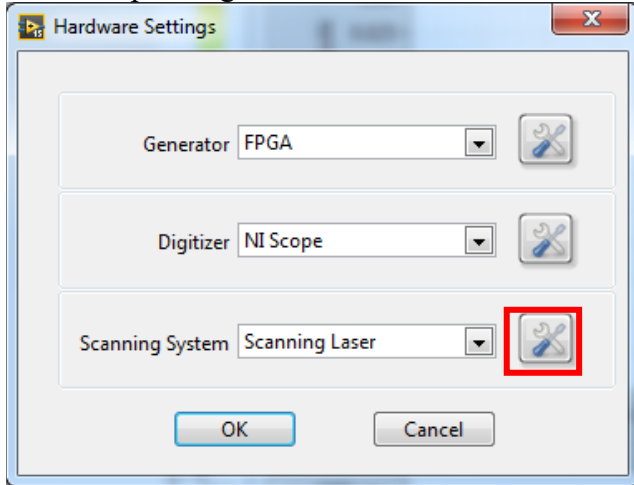 Hardware Settings
Generator FPGA
Digitizer NI Scope
Scanning System Scanning Laser
OK Cancel